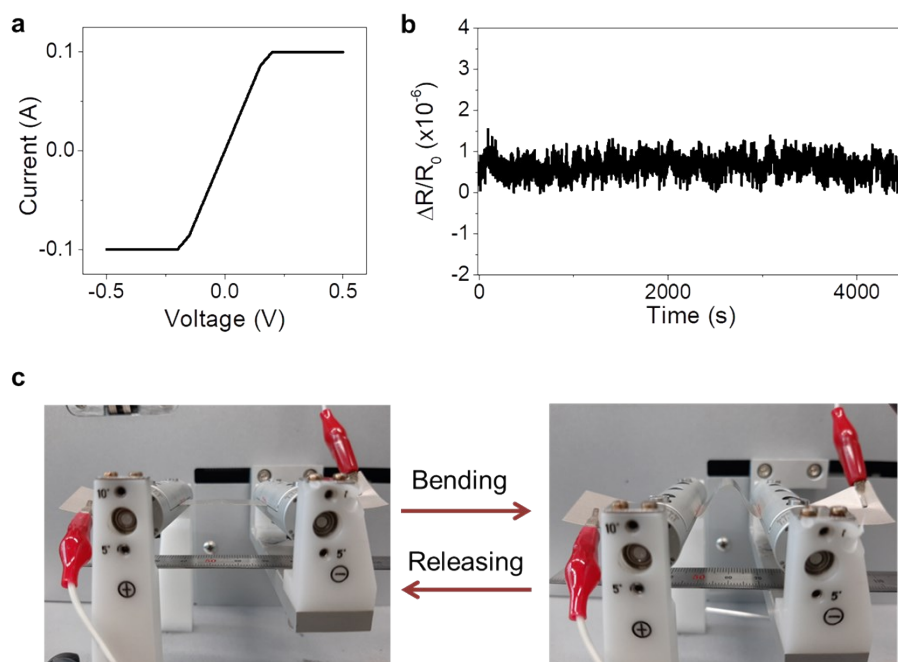 a
0.1
0.0
-0.1
Current (A)
-0.5
0.0
0.5
Voltage (V)
b
4
3
2
1
0
-1
-2
ΔR/R₀ (x10⁻⁶)
0
2000
4000
Time (s)
c
10°
5°
+
5°
−
Bending
Releasing
10°
5°
+
5°
−